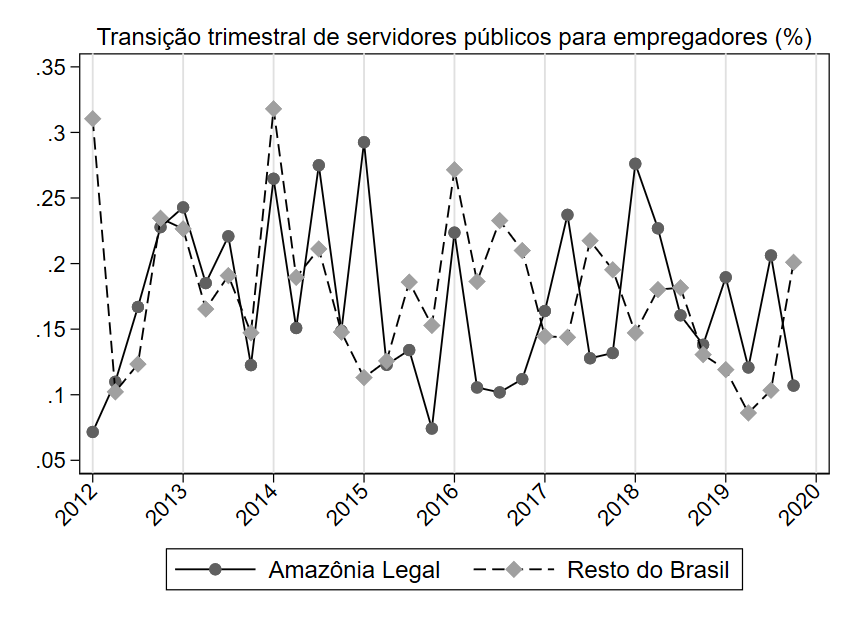 Transição trimestral de servidores públicos para empregadores (%)
.35
.3
.25
.2
.15
.1
.05
2012 2013 2014 2015 2016 2017 2018 2019 2020
Amazônia Legal Resto do Brasil